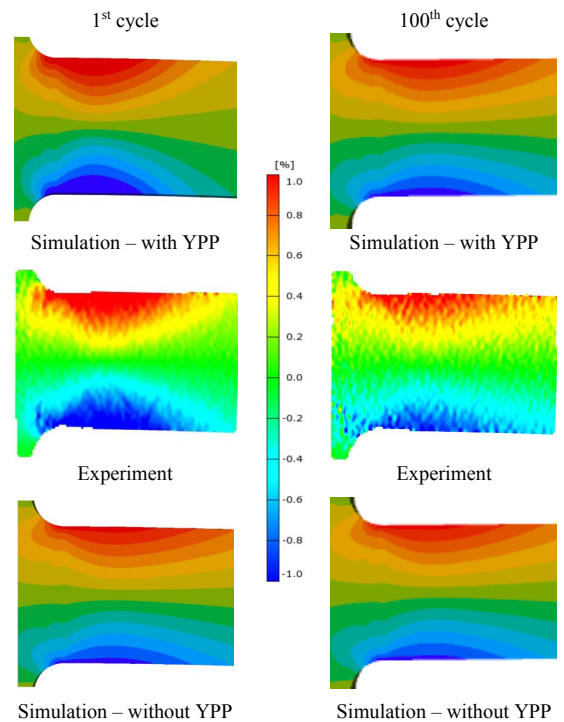 1st cycle
100th cycle
Simulation – with YPP
Simulation – with YPP
[%]
1.0
0.8
0.6
0.4
0.2
0.0
-0.2
-0.4
-0.6
-0.8
-1.0
Experiment
Experiment
Simulation – without YPP
Simulation – without YPP